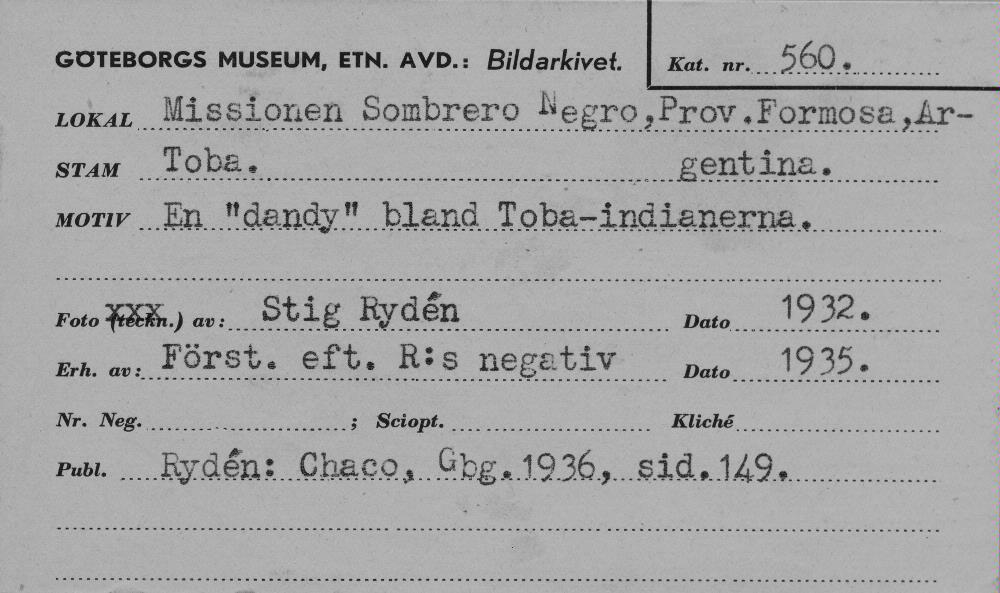 GÖTEBORGS MUSEUM, ETN. AVD.: Bildarkivet.
Kat. nr. 560.
LOKAL Missionen Sombrero Negro,Prov.Formosa,Ar-
STAM Toba. gentina.
MOTIV En "dandy" bland Toba-indianerna.
Foto (teckn.) av: Stig Rydén Dato 1932.
Erh. av: Först. eft. R:s negativ Dato 1935.
Nr. Neg. ; Sciopt. Kliché
Publ. Rydén: Chaco, Gbg.1936, sid.149.